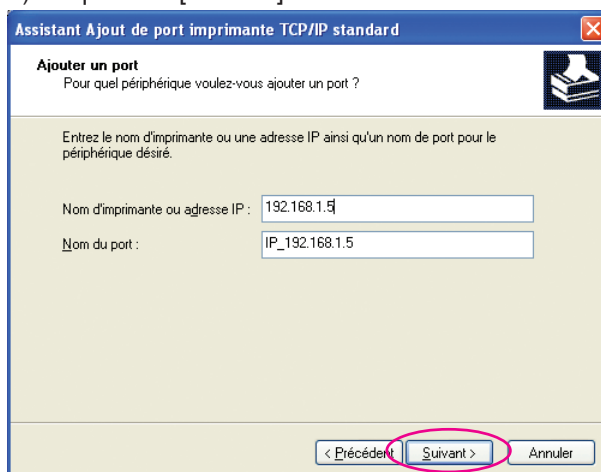 Assistant Ajout de port imprimante TCP/IP standard
Ajouter un port
Pour quel périphérique voulez-vous ajouter un port ?
Entrez le nom d'imprimante ou une adresse IP ainsi qu'un nom de port pour le
périphérique désiré.
Nom d'imprimante ou adresse IP : 192.168.1.5
Nom du port : IP_192.168.1.5
< Précédent Suivant > Annuler